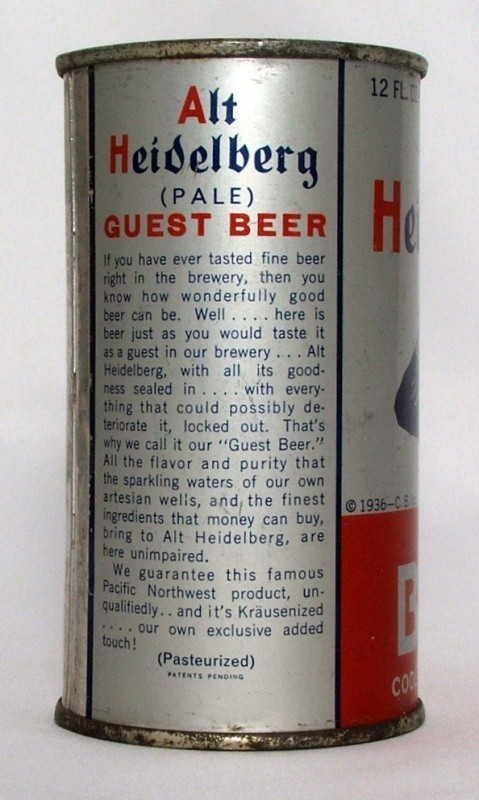 Alt
Heidelberg
(PALE)
GUEST BEER
If you have ever tasted fine beer
right in the brewery, then you
know how wonderfully good
beer can be. Well .... here is
beer just as you would taste it
as a guest in our brewery ... Alt
Heidelberg, with all its good-
ness sealed in .... with every-
thing that could possibly de-
teriorate it, locked out. That's
why we call it our "Guest Beer."
All the flavor and purity that
the sparkling waters of our own
artesian wells, and the finest
ingredients that money can buy,
bring to Alt Heidelberg, are
here unimpaired.
We guarantee this famous
Pacific Northwest product, un-
qualifiedly.. and it's Kräusenized
.... our own exclusive added
touch!
(Pasteurized)
PATENTS PENDING
12 FL.
He
© 1936—C. B.
B
COO